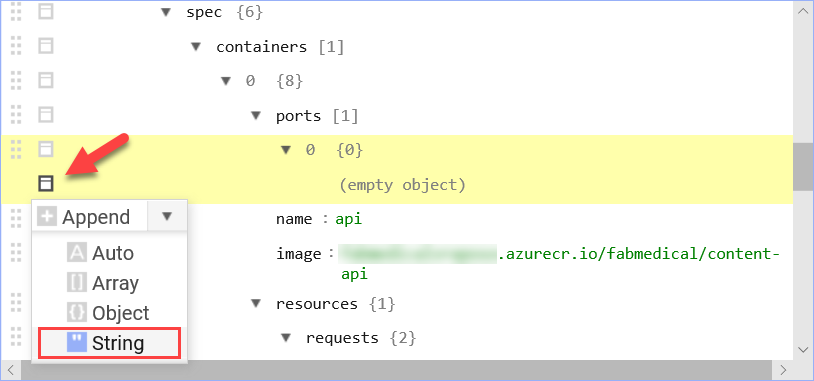 spec {6}
containers [1]
0 {8}
ports [1]
0 {0}
(empty object)
Append
name : api
Auto
image : .azurecr.io/fabmedical/content-
api
Array
Object
resources {1}
String
requests {2}